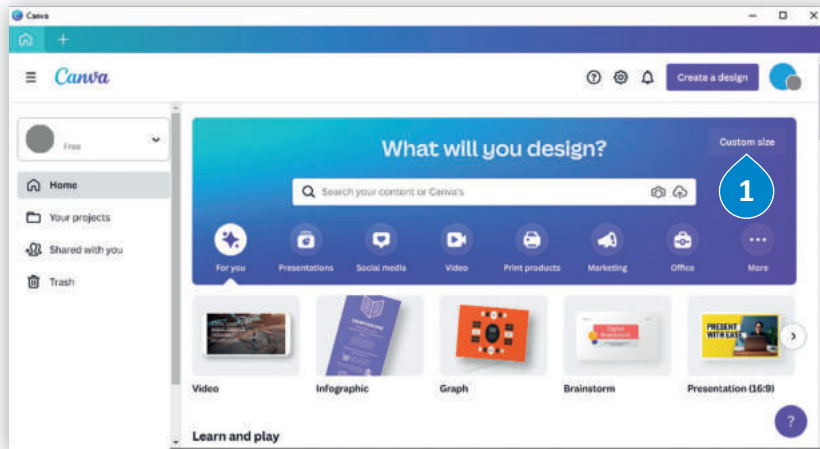 Canva
Canva
Create a design
Free
Home
Your projects
Shared with you
Trash
What will you design?
Custom size
1
Search your content or Canva's
For you
Presentations
Social media
Video
Print products
Marketing
Office
More
PRESENT
WITH EASE
Video
Infographic
Graph
Brainstorm
Presentation (16:9)
Learn and play
?